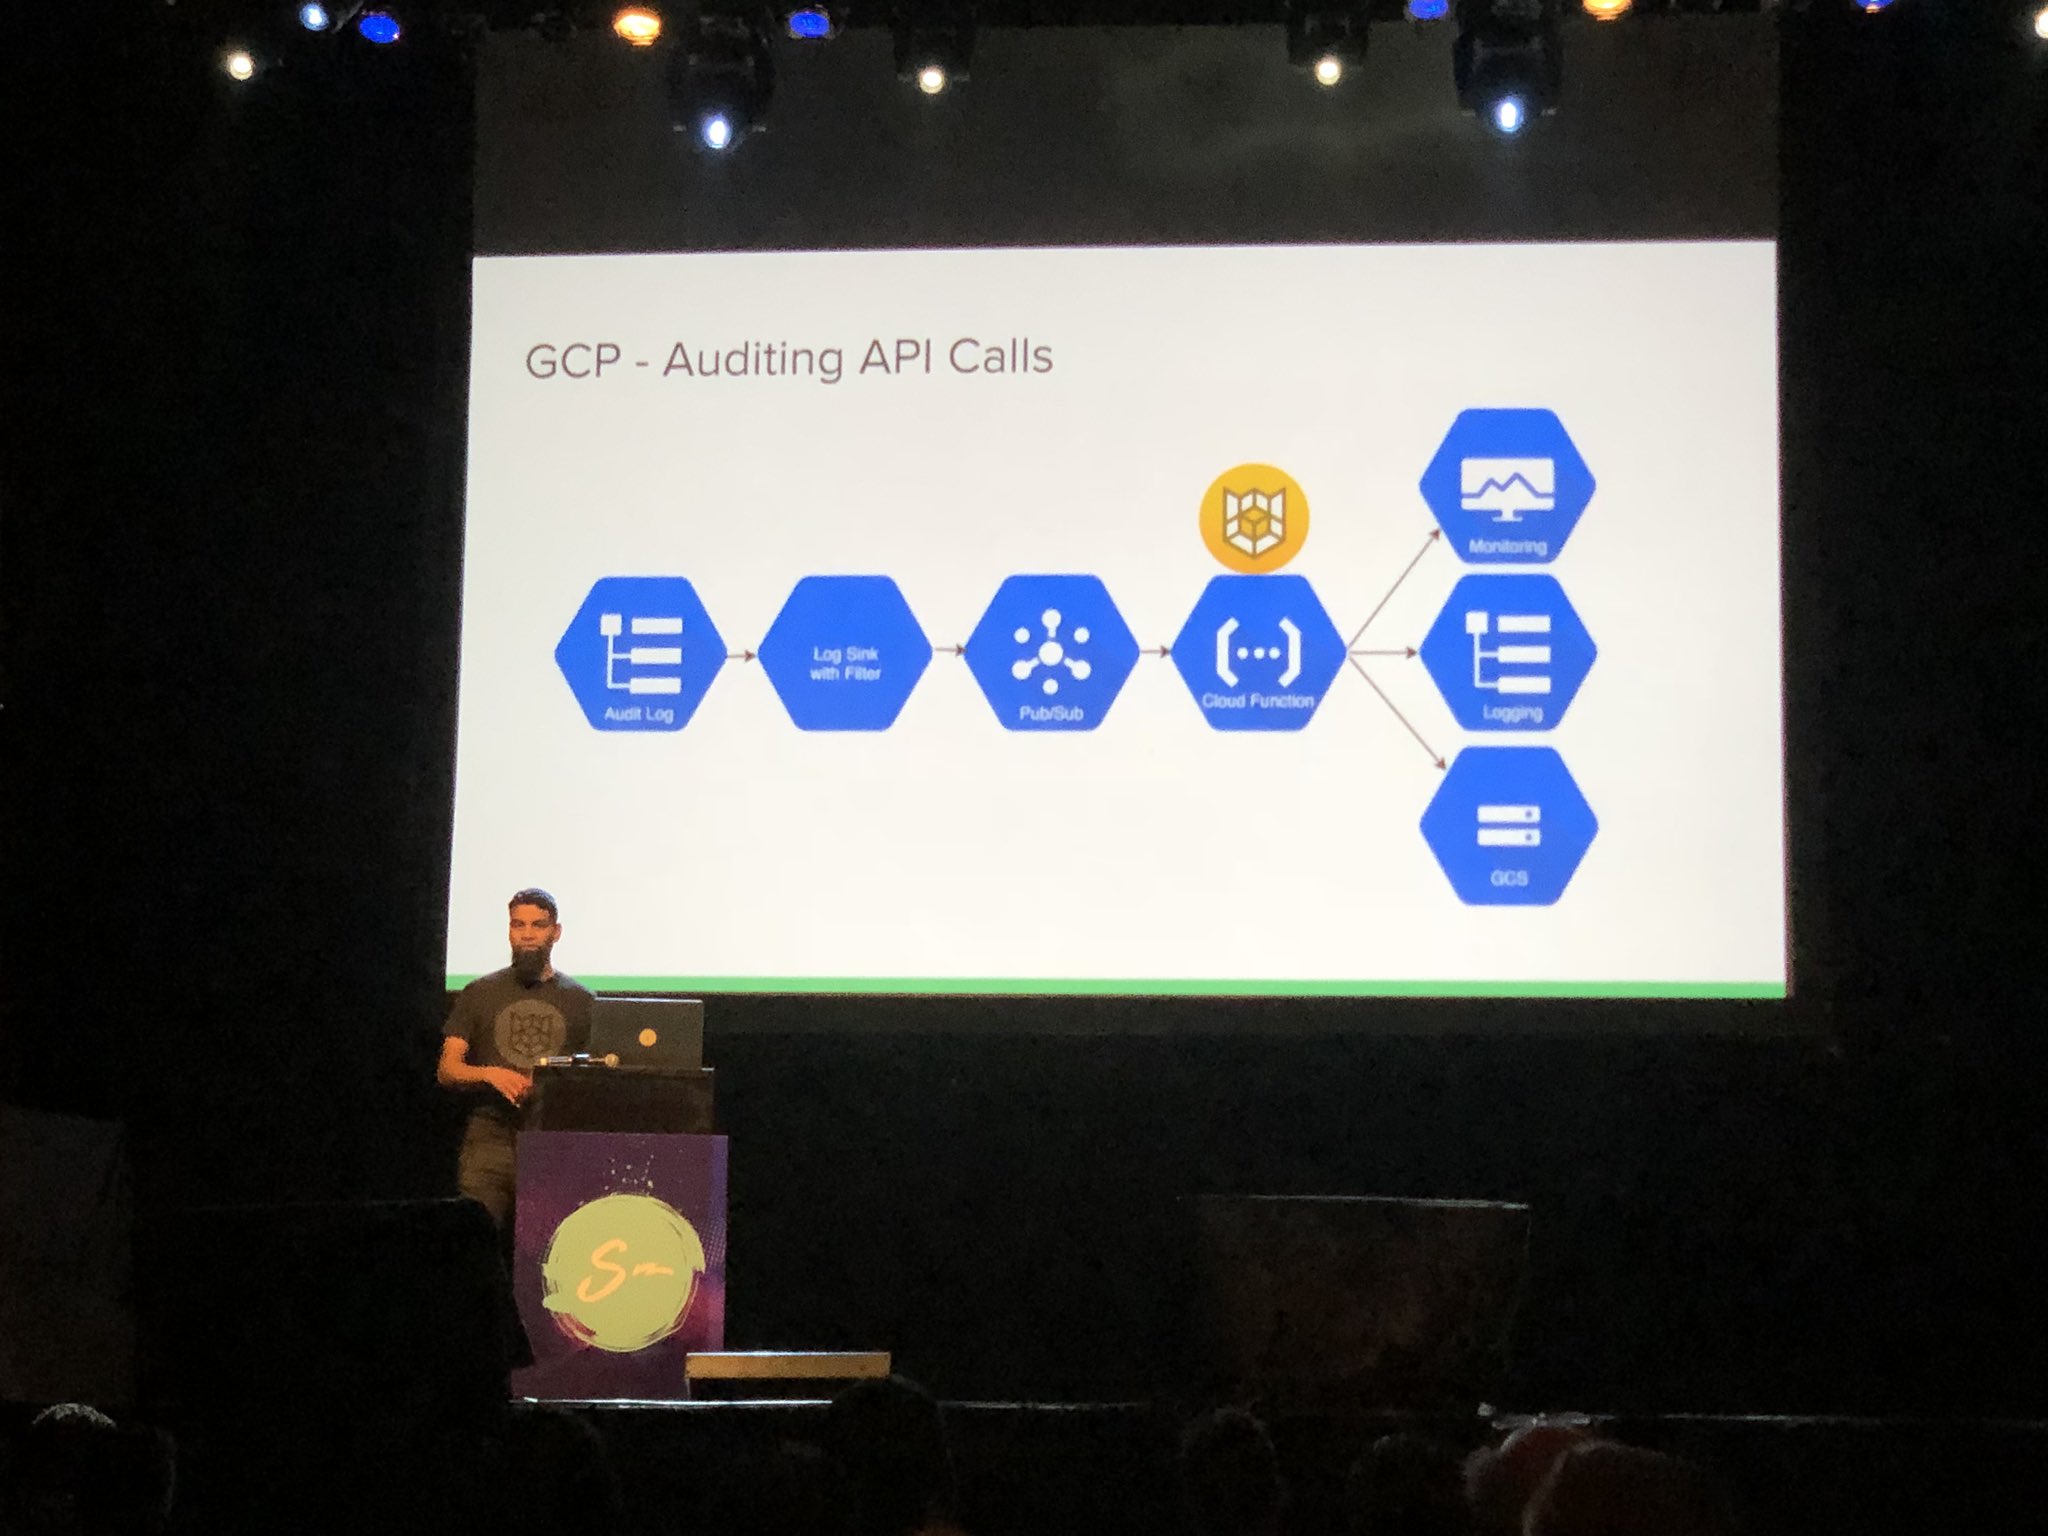 GCP - Auditing API Calls
Audit Log
Log Sink
with Filter
Pub/Sub
Cloud Function
Monitoring
Logging
GCS